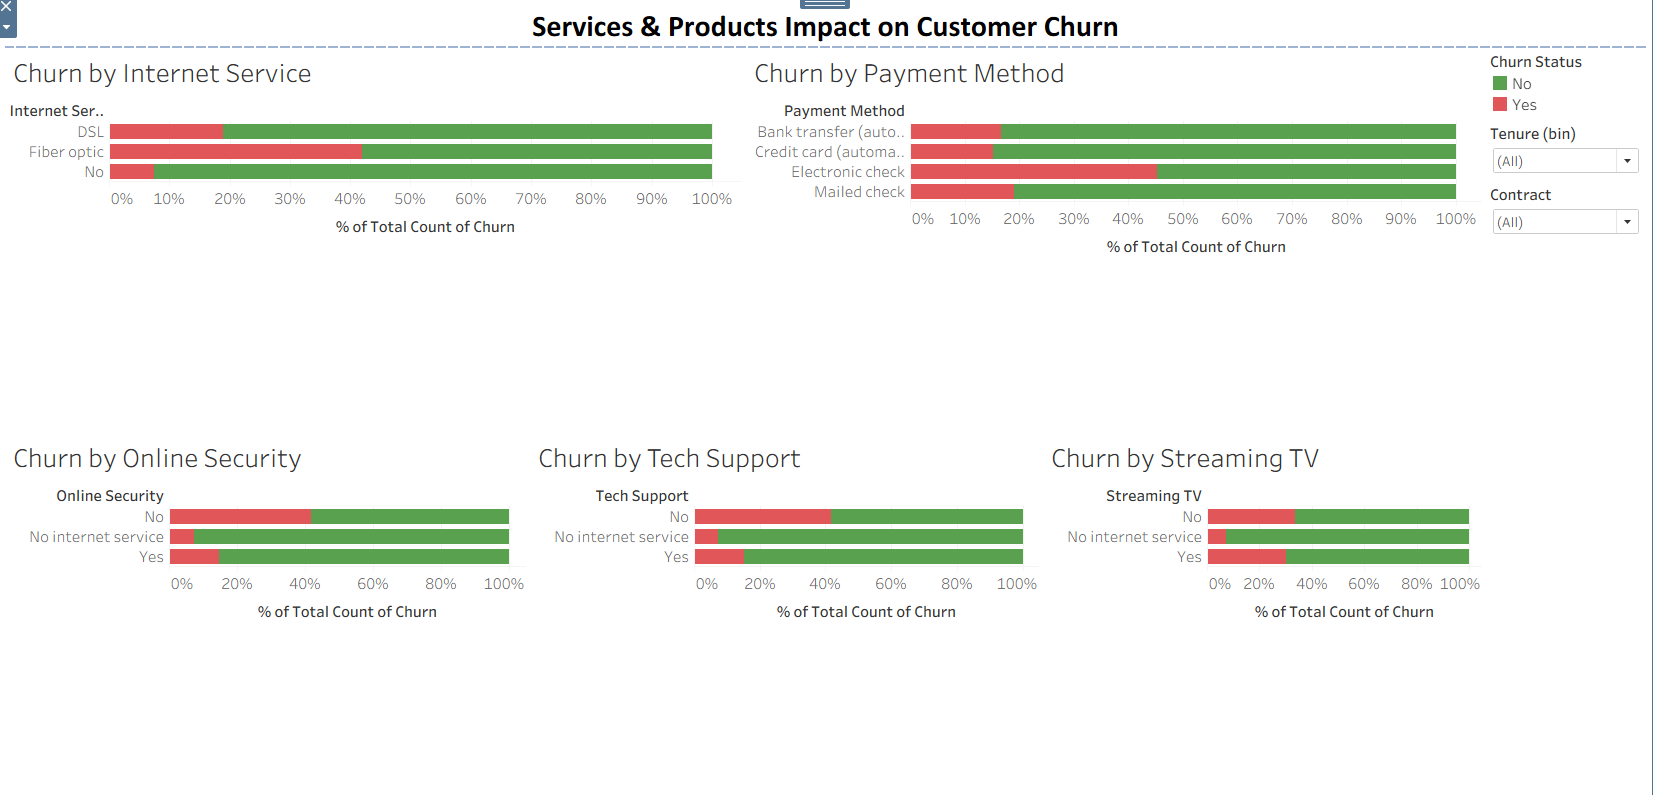 Services & Products Impact on Customer Churn
Churn by Internet Service
Internet Ser..
DSL
Fiber optic
No
0% 10% 20% 30% 40% 50% 60% 70% 80% 90% 100%
% of Total Count of Churn
Churn by Payment Method
Payment Method
Bank transfer (auto..
Credit card (automa..
Electronic check
Mailed check
0% 10% 20% 30% 40% 50% 60% 70% 80% 90% 100%
% of Total Count of Churn
Churn Status
No
Yes
Tenure (bin)
(All)
Contract
(All)
Churn by Online Security
Online Security
No
No internet service
Yes
0% 20% 40% 60% 80% 100%
% of Total Count of Churn
Churn by Tech Support
Tech Support
No
No internet service
Yes
0% 20% 40% 60% 80% 100%
% of Total Count of Churn
Churn by Streaming TV
Streaming TV
No
No internet service
Yes
0% 20% 40% 60% 80% 100%
% of Total Count of Churn